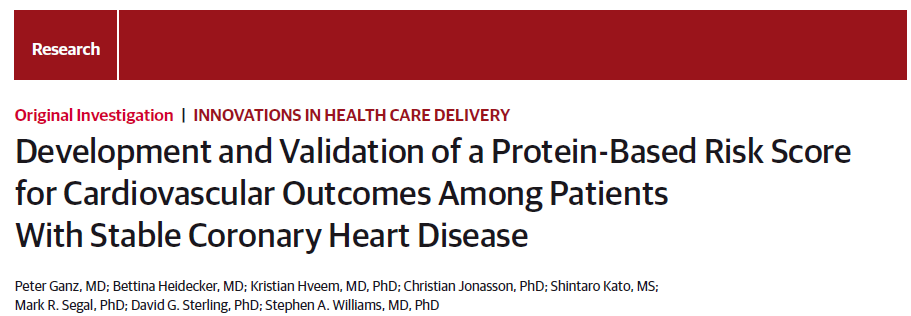 Research
Original Investigation | INNOVATIONS IN HEALTH CARE DELIVERY
Development and Validation of a Protein-Based Risk Score
for Cardiovascular Outcomes Among Patients
With Stable Coronary Heart Disease
Peter Ganz, MD; Bettina Heidecker, MD; Kristian Hveem, MD, PhD; Christian Jonasson, PhD; Shintaro Kato, MS;
Mark R. Segal, PhD; David G. Sterling, PhD; Stephen A. Williams, MD, PhD